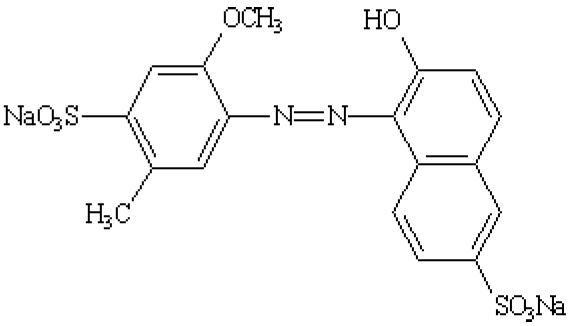 OCH₃
HO
NaO₃S
N=N
H₃C
SO₃Na